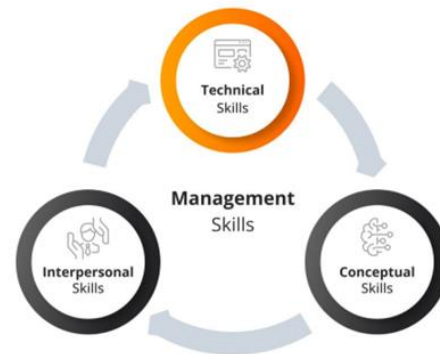 Technical
Skills
Management
Skills
Interpersonal
Skills
Conceptual
Skills